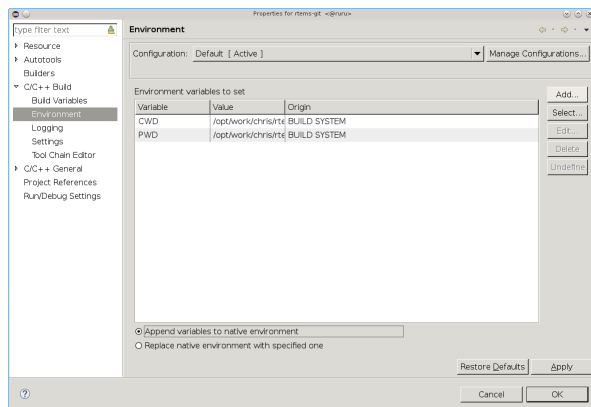 Properties for rtems-git <@ruru>
type filter text
Environment
Resource
Autotools
Builders
C/C++ Build
Build Variables
Environment
Logging
Settings
Tool Chain Editor
C/C++ General
Project References
Run/Debug Settings
Configuration: Default [ Active ]
Manage Configurations...
Environment variables to set
Variable Value Origin
CWD /opt/work/chris/rte BUILD SYSTEM
PWD /opt/work/chris/rte BUILD SYSTEM
Add...
Select...
Edit...
Delete
Undefine
Append variables to native environment
Replace native environment with specified one
Restore Defaults Apply
? Cancel OK